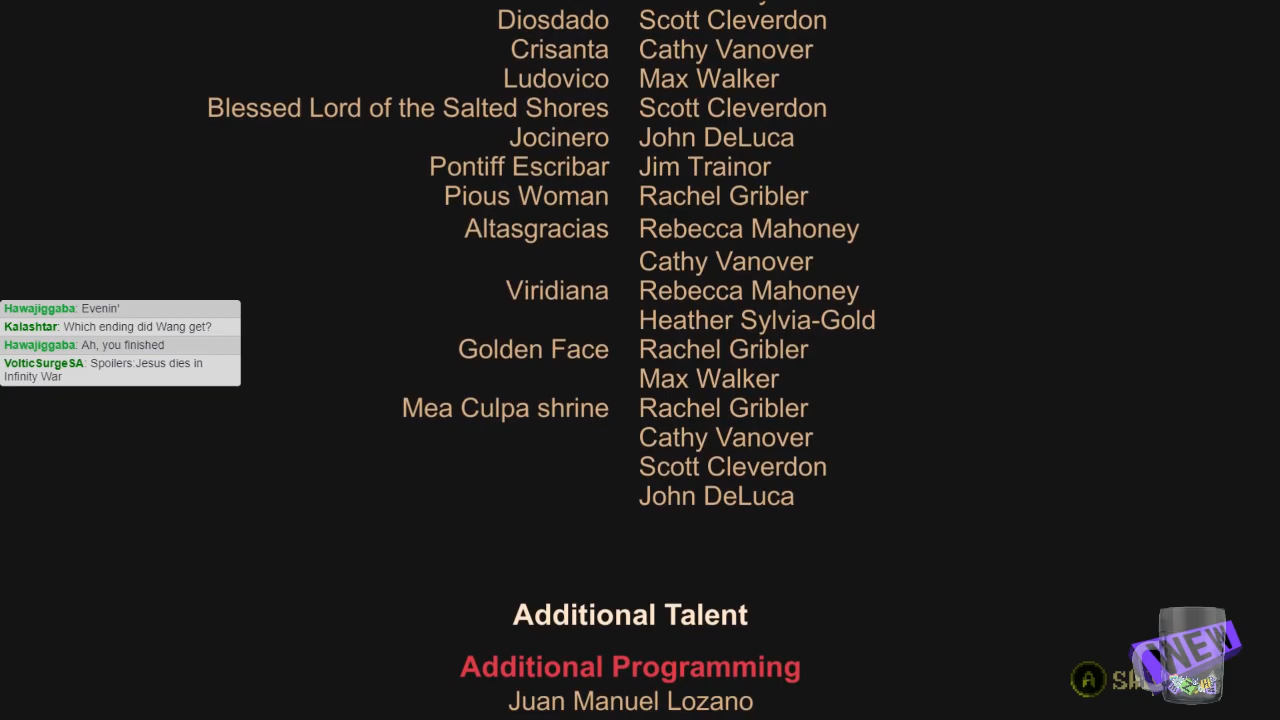 Diosdado Scott Cleverdon
Crisanta Cathy Vanover
Ludovico Max Walker
Blessed Lord of the Salted Shores Scott Cleverdon
Jocinero John DeLuca
Pontiff Escribar Jim Trainor
Pious Woman Rachel Gribler
Altasgracias Rebecca Mahoney
Cathy Vanover
Viridiana Rebecca Mahoney
Heather Sylvia-Gold
Golden Face Rachel Gribler
Max Walker
Mea Culpa shrine Rachel Gribler
Cathy Vanover
Scott Cleverdon
John DeLuca
Hawajiggaba: Evenin'
Kalashtar: Which ending did Wang get?
Hawajiggaba: Ah, you finished
VolticSurgeSA: Spoilers:Jesus dies in
Infinity War
Additional Talent
Additional Programming
Juan Manuel Lozano
NEW
A